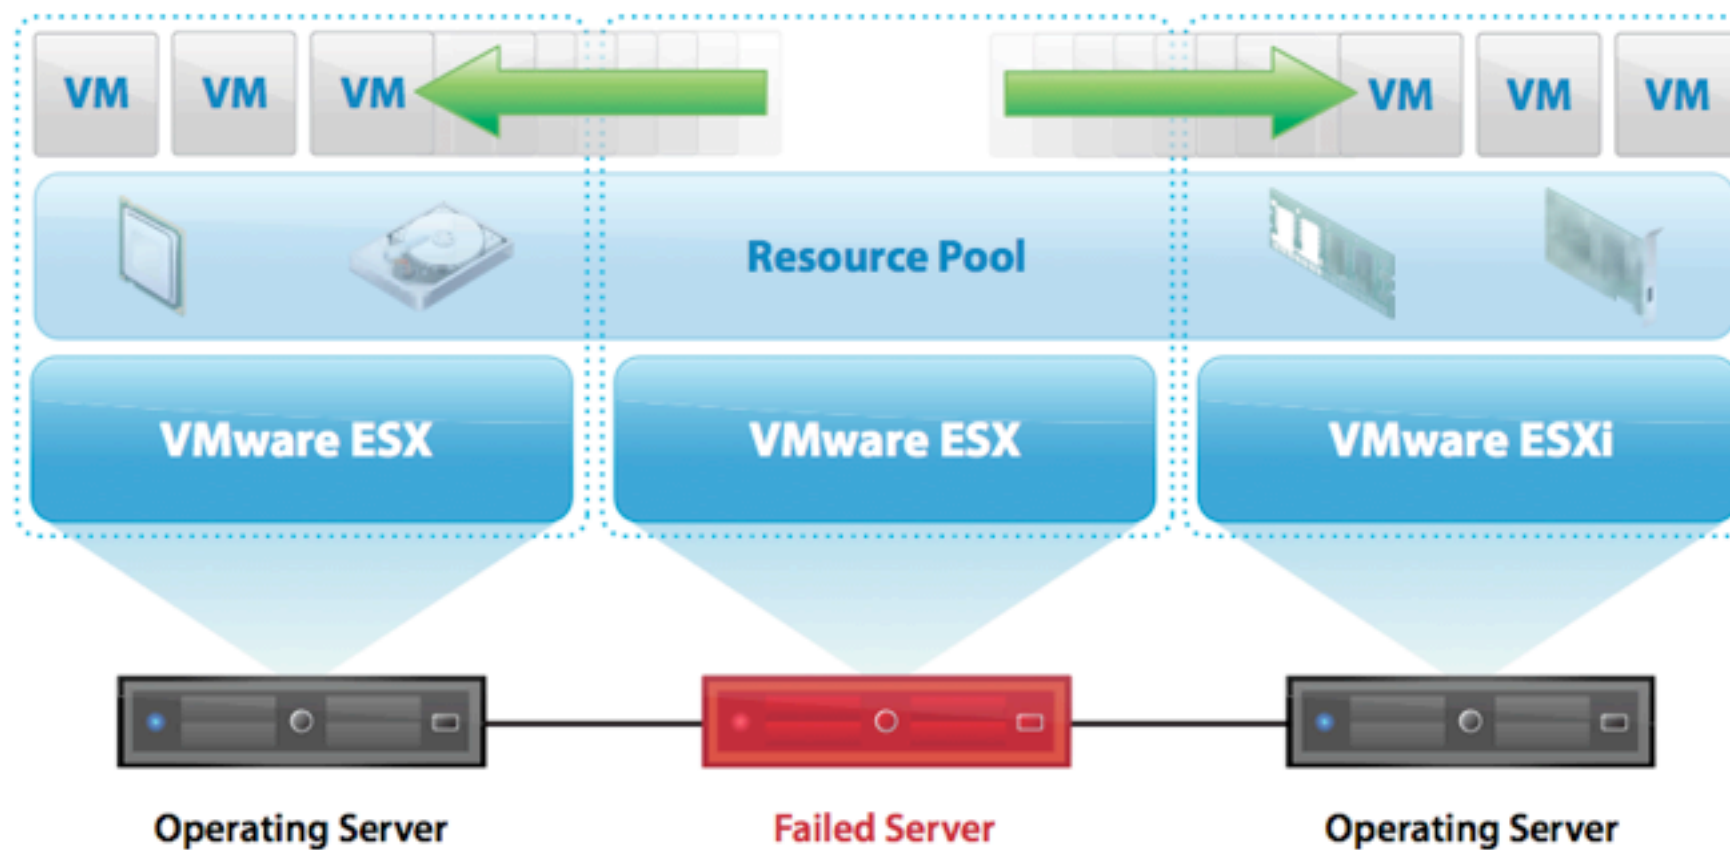 VM VM VM VM VM VM
Resource Pool
VMware ESX VMware ESX VMware ESXi
Operating Server Failed Server Operating Server